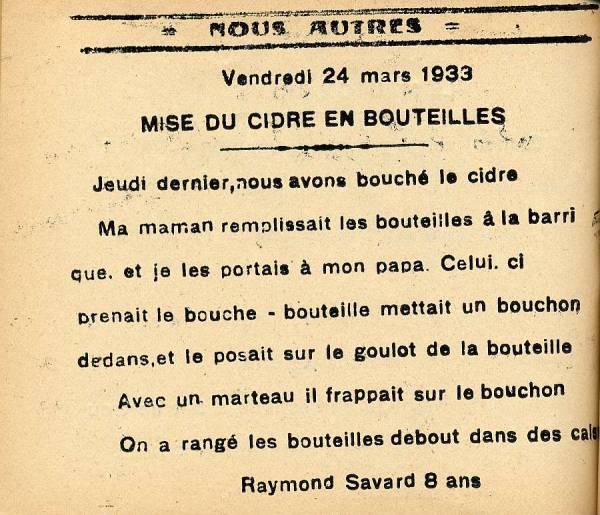 = NOUS AUTRES =
Vendredi 24 mars 1933
MISE DU CIDRE EN BOUTEILLES
Jeudi dernier,nous avons bouché le cidre
Ma maman remplissait les bouteilles â la barri
que. et je les portais à mon papa. Celui. ci
prenait le bouche - bouteille mettait un bouchon
dedans,et le posait sur le goulot de la bouteille
Avec un marteau il frappait sur le bouchon
On a rangé les bouteilles debout dans des
Raymond Savard 8 ans